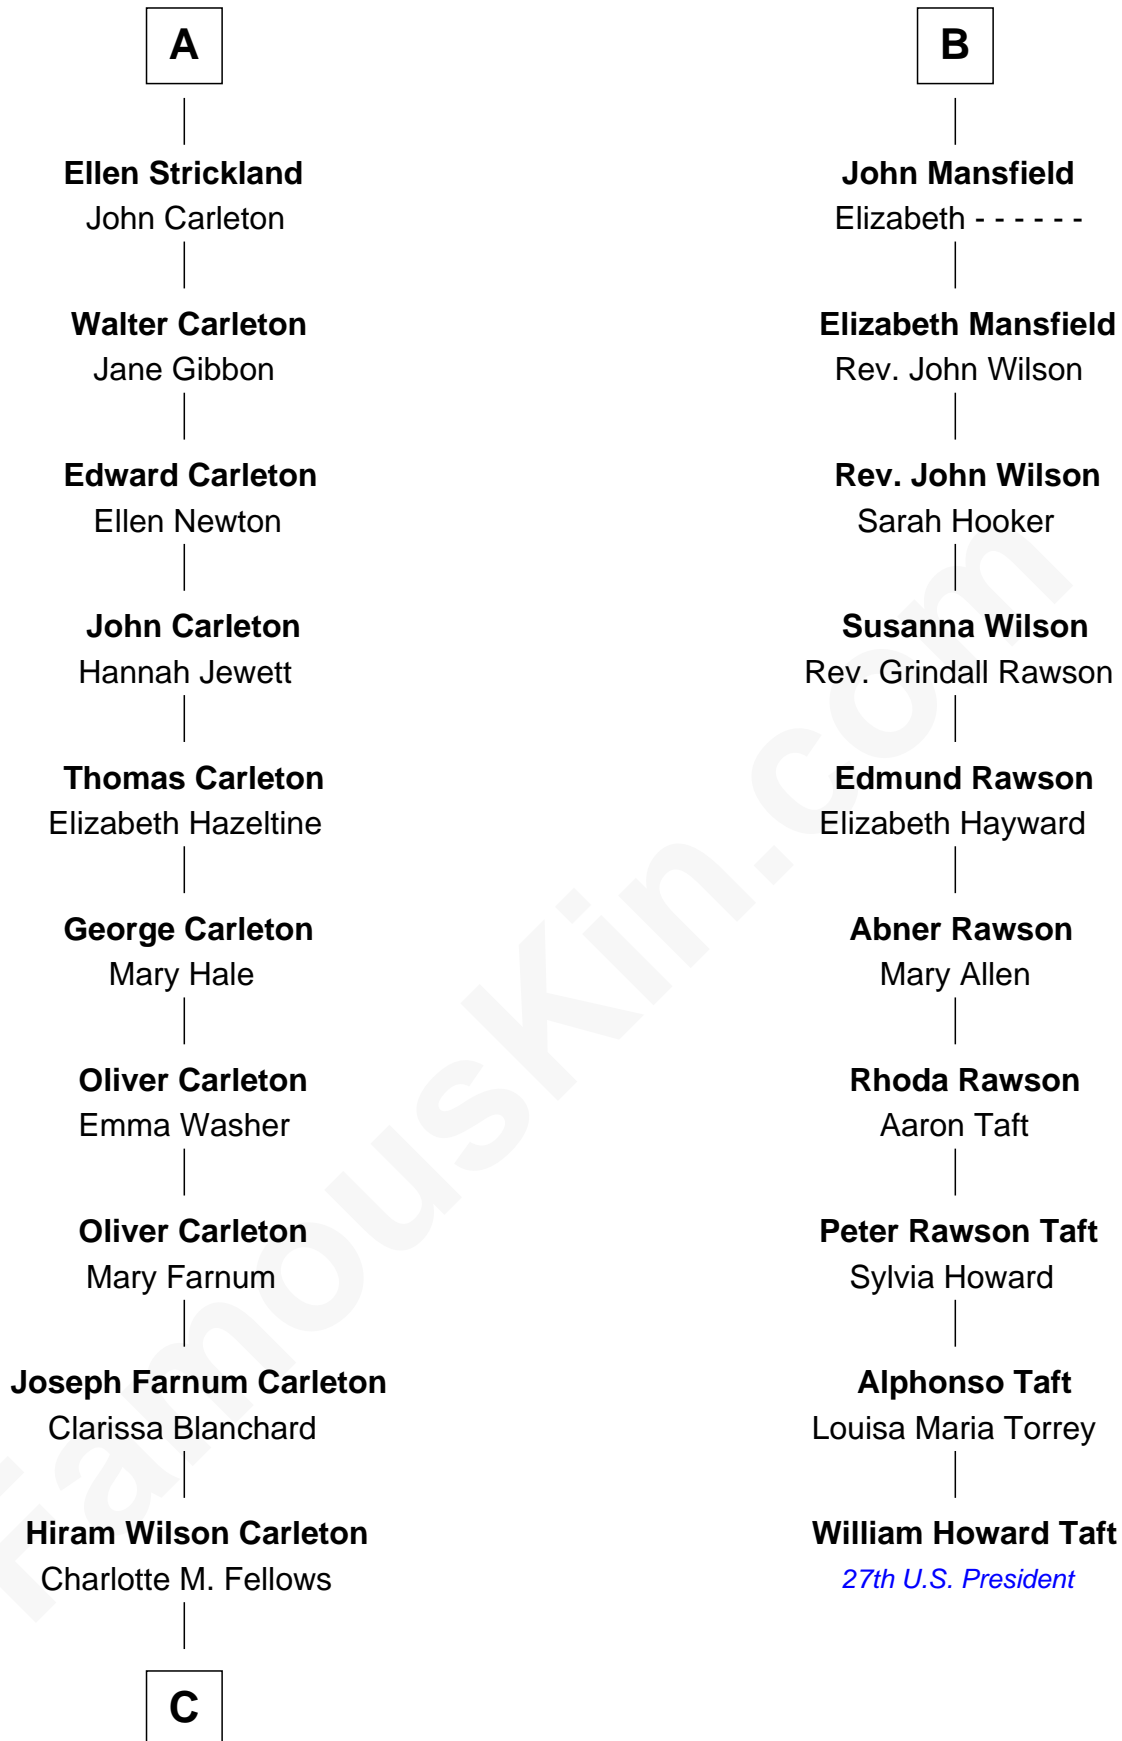 A
Ellen Strickland
John Carleton
Walter Carleton
Jane Gibbon
Edward Carleton
Ellen Newton
John Carleton
Hannah Jewett
Thomas Carleton
Elizabeth Hazeltine
George Carleton
Mary Hale
Oliver Carleton
Emma Washer
Oliver Carleton
Mary Farnum
Joseph Farnum Carleton
Clarissa Blanchard
Hiram Wilson Carleton
Charlotte M. Fellows
C
B
John Mansfield
Elizabeth - - - - - -
Elizabeth Mansfield
Rev. John Wilson
Rev. John Wilson
Sarah Hooker
Susanna Wilson
Rev. Grindall Rawson
Edmund Rawson
Elizabeth Hayward
Abner Rawson
Mary Allen
Rhoda Rawson
Aaron Taft
Peter Rawson Taft
Sylvia Howard
Alphonso Taft
Louisa Maria Torrey
William Howard Taft
27th U.S. President
FamousKin.com